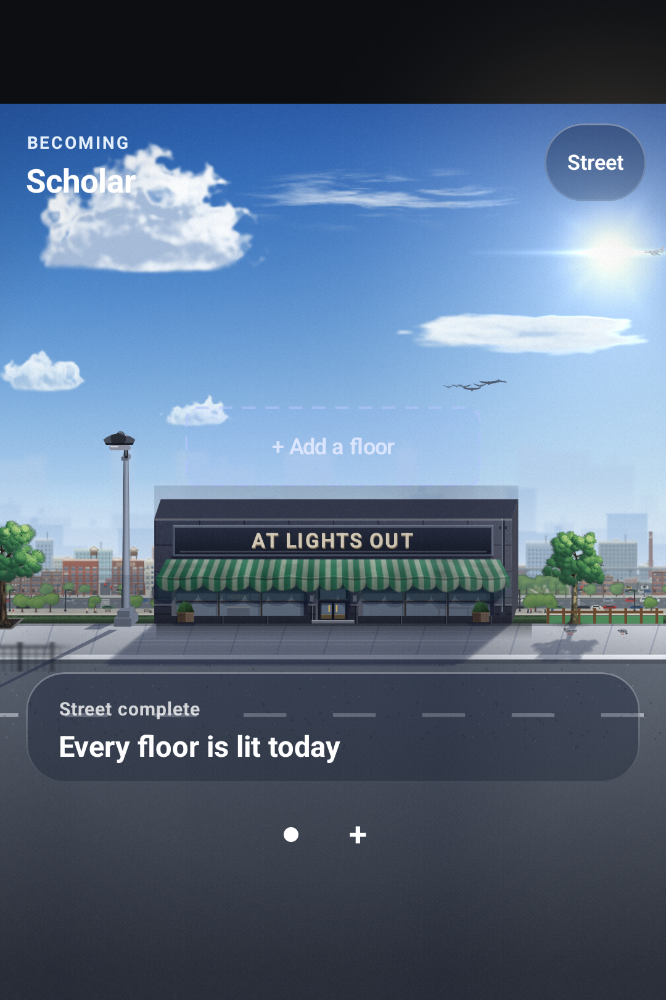 BECOMING
Scholar
Street
+ Add a floor
AT LIGHTS OUT
Street complete
Every floor is lit today
+